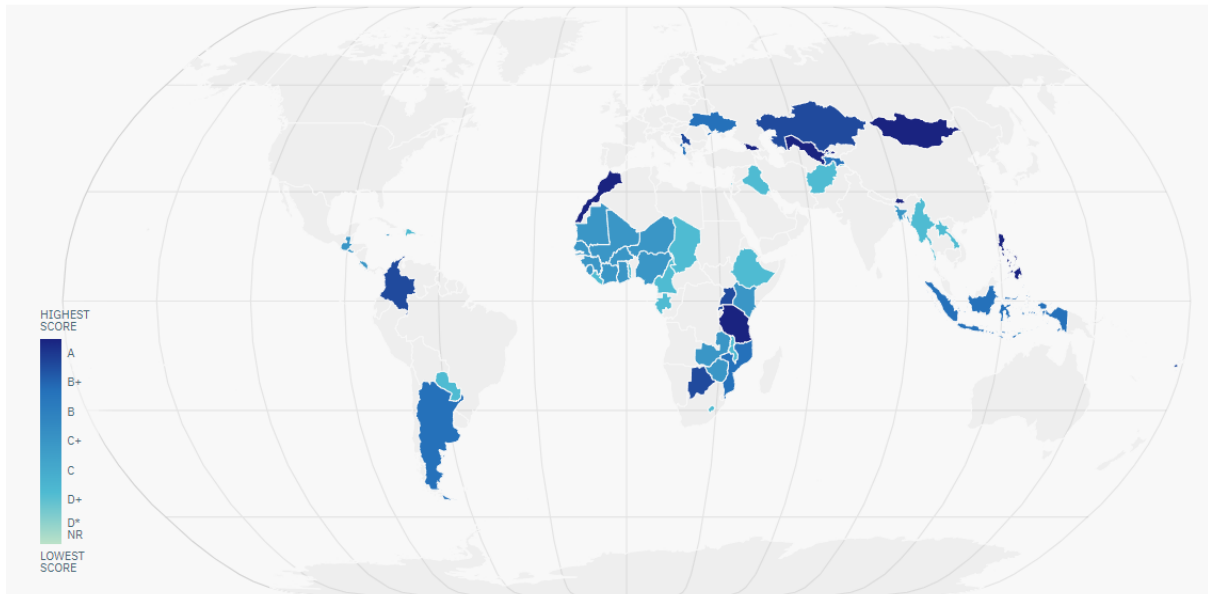 HIGHEST
SCORE
A
B+
B
C+
C
D+
D*
NR
LOWEST
SCORE